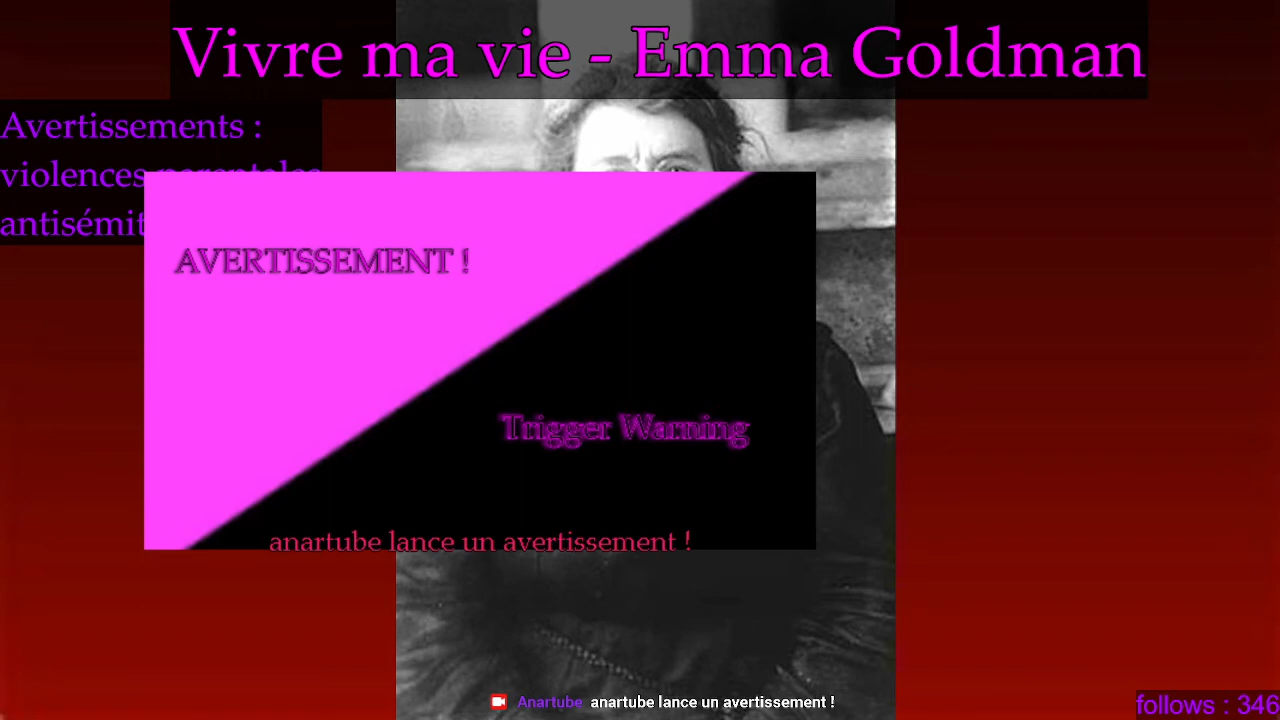 Vivre ma vie - Emma Goldman
Avertissements :
violences parentales
antisémit
AVERTISSEMENT !
Trigger Warning
anartube lance un avertissement !
Anartube anartube lance un avertissement !
follows : 346